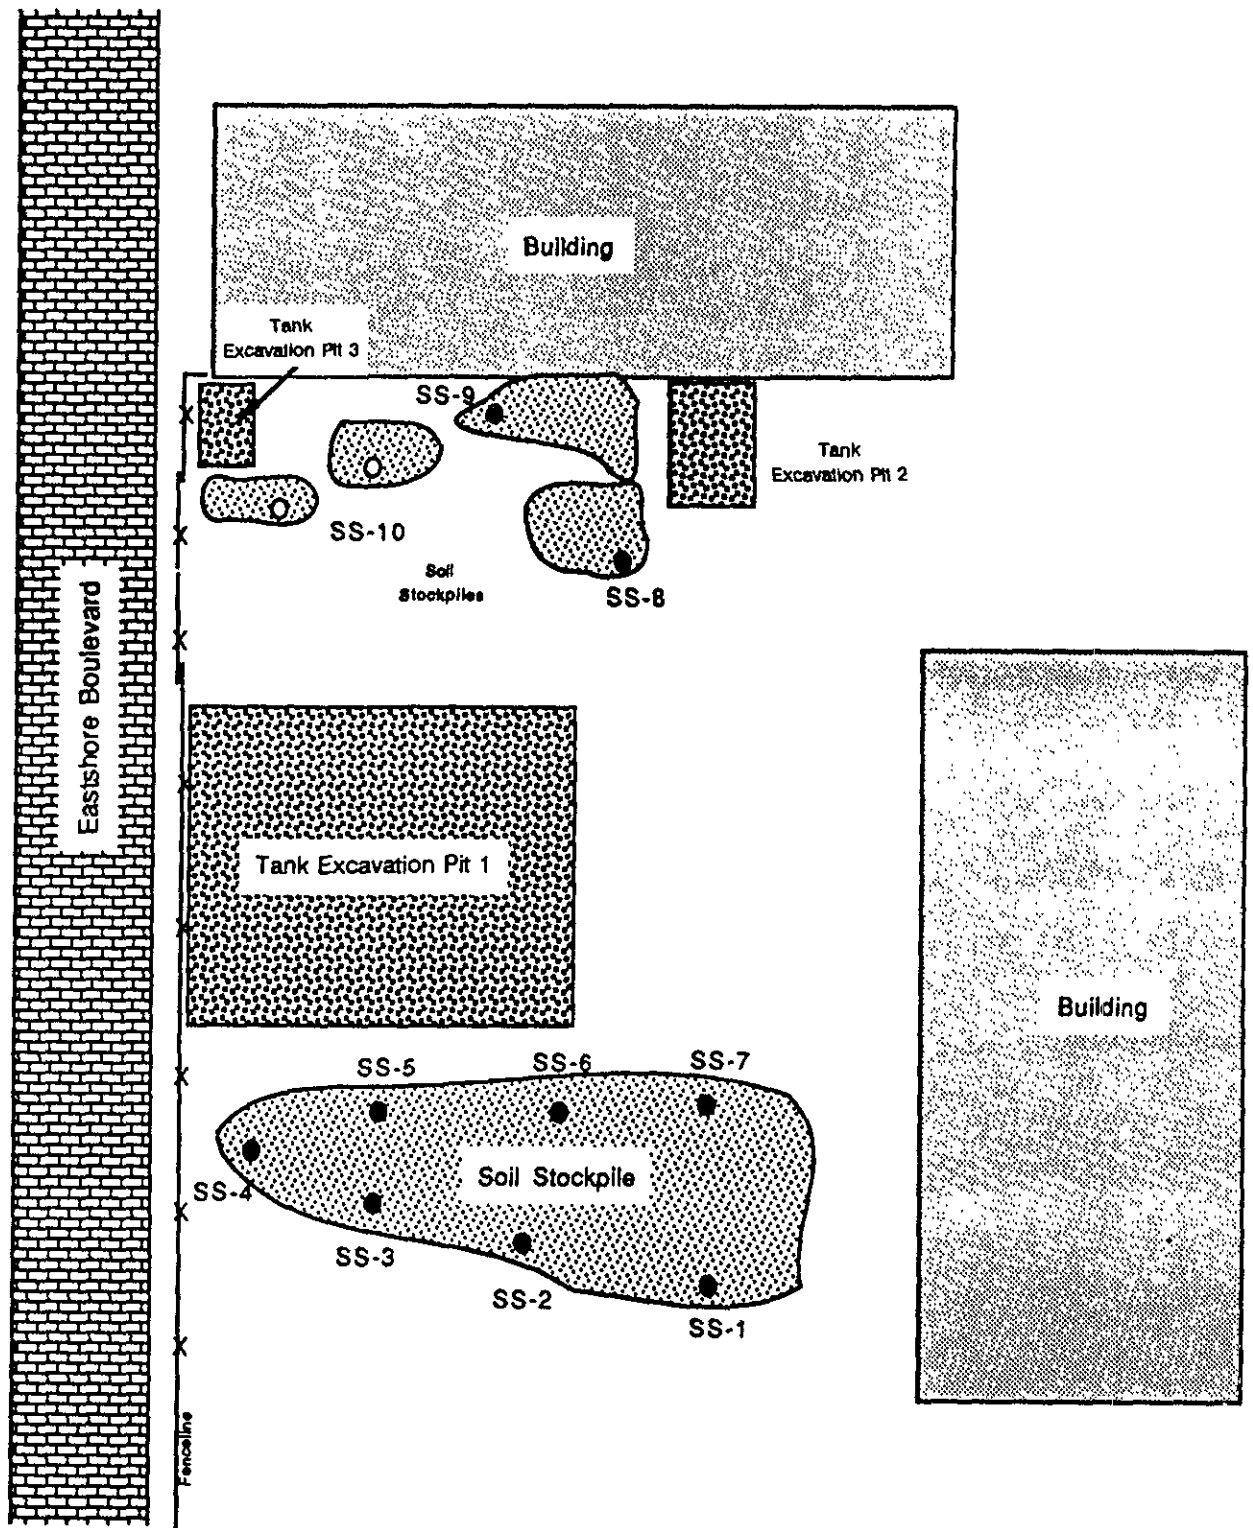 Building
Tank
Excavation Pit 3
SS-9
Tank
Excavation Pit 2
SS-10
Soil
Stockpiles
SS-8
Eastshore Boulevard
Tank Excavation Pit 1
Building
SS-5
SS-6
SS-7
Soil Stockpile
SS-4
SS-3
SS-2
SS-1
Fenceline